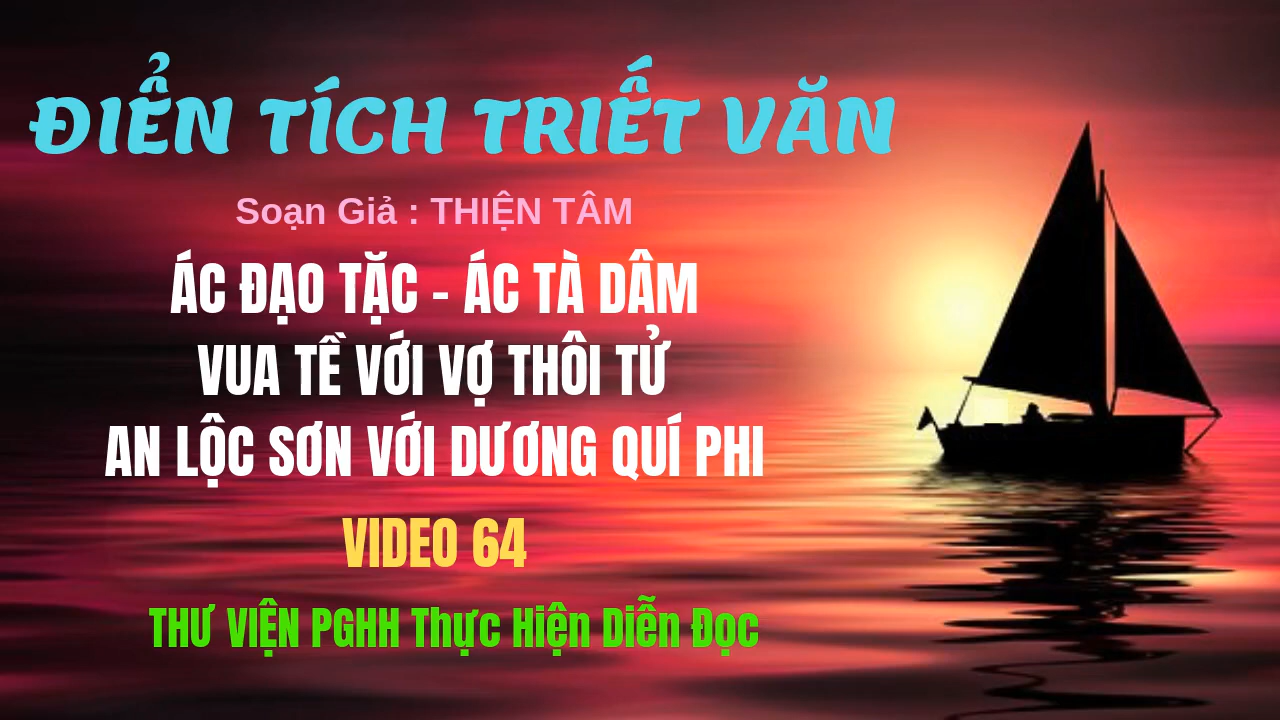 ĐIỂN TÍCH TRIẾT VĂN
Soạn Giả : THIỆN TÂM
ÁC ĐẠO TẶC - ÁC TÀ DÂM
VUA TỀ VỚI VỢ THÔI TỬ
AN LỘC SƠN VỚI DƯƠNG QUÍ PHI
VIDEO 64
THƯ VIỆN PGHH Thực Hiện Diễn Đọc